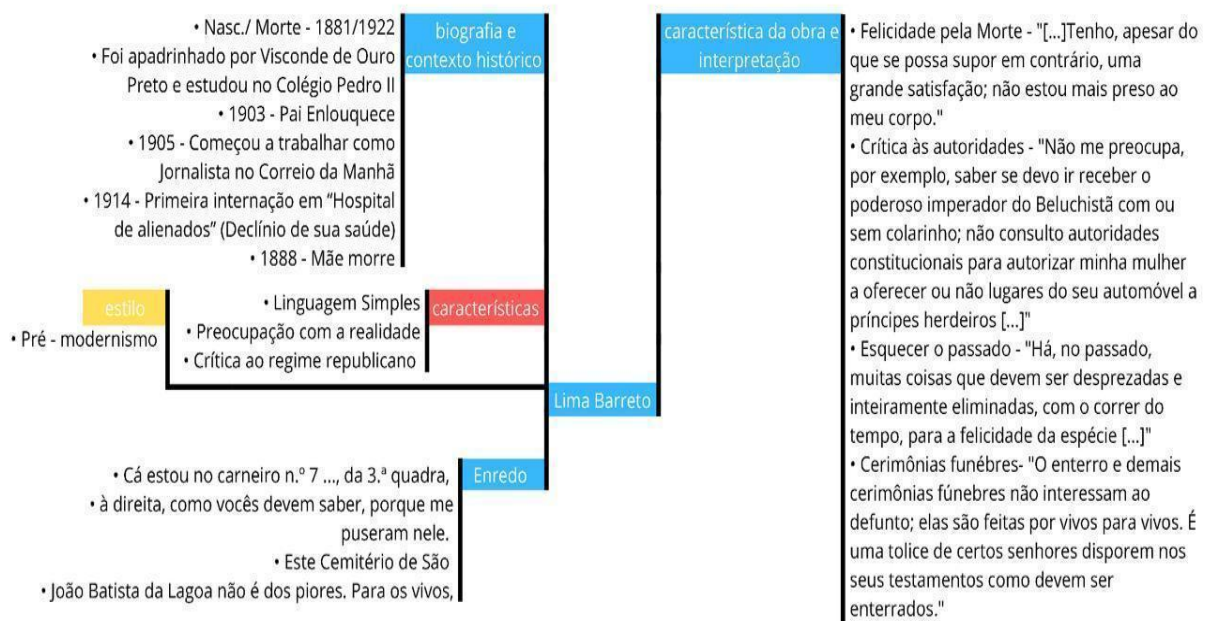 • Nasc./ Morte - 1881/1922
• Foi apadrinhado por Visconde de Ouro
Preto e estudou no Colégio Pedro II
• 1903 - Pai Enlouquece
• 1905 - Começou a trabalhar como
Jornalista no Correio da Manhã
• 1914 - Primeira internação em “Hospital
de alienados” (Declínio de sua saúde)
• 1888 - Mãe morre
biografia e
contexto histórico
estilo
• Pré - modernismo
• Linguagem Simples
• Preocupação com a realidade
• Crítica ao regime republicano
características
Lima Barreto
• Cá estou no carneiro n.º 7 ..., da 3.ª quadra,
• à direita, como vocês devem saber, porque me
puseram nele.
• Este Cemitério de São
• João Batista da Lagoa não é dos piores. Para os vivos,
Enredo
característica da obra e
interpretação
• Felicidade pela Morte - "[...]Tenho, apesar do
que se possa supor em contrário, uma
grande satisfação; não estou mais preso ao
meu corpo."
• Crítica às autoridades - "Não me preocupa,
por exemplo, saber se devo ir receber o
poderoso imperador do Beluchistã com ou
sem colarinho; não consulto autoridades
constitucionais para autorizar minha mulher
a oferecer ou não lugares do seu automóvel a
príncipes herdeiros [...]"
• Esquecer o passado - "Há, no passado,
muitas coisas que devem ser desprezadas e
inteiramente eliminadas, com o correr do
tempo, para a felicidade da espécie [...]"
• Cerimônias funébres- "O enterro e demais
cerimônias fúnebres não interessam ao
defunto; elas são feitas por vivos para vivos. É
uma tolice de certos senhores disporem nos
seus testamentos como devem ser
enterrados."